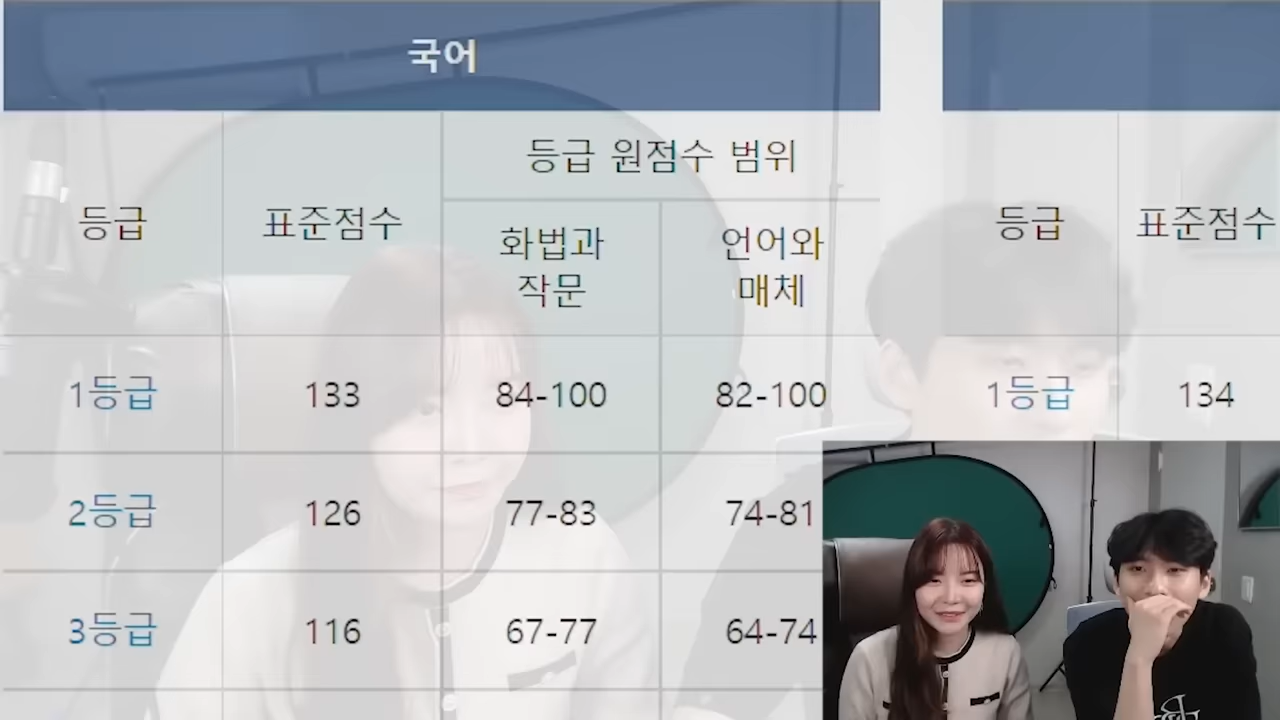 국어
등급 원점수 범위
등급 표준점수 화법과 작문 언어와 매체
1등급 133 84-100 82-100
2등급 126 77-83 74-81
3등급 116 67-77 64-74
등급 표준점수
1등급 134